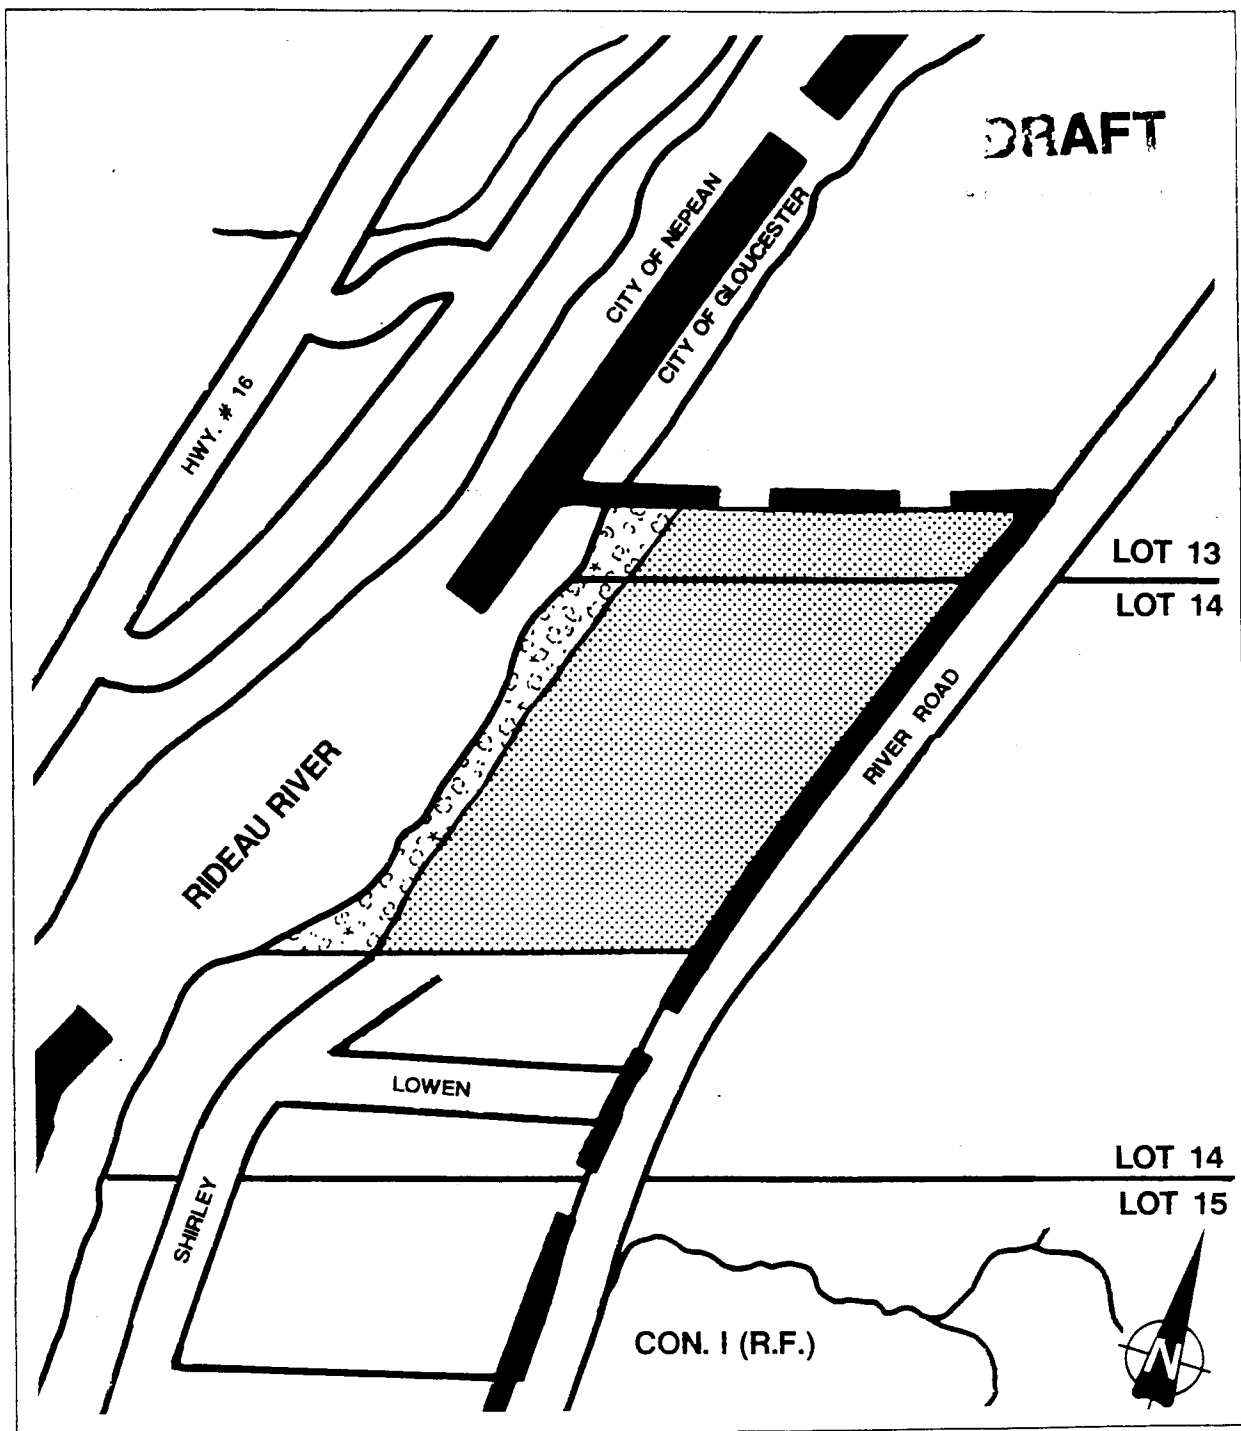 DRAFT
CITY OF NEPEAN
CITY OF GLOUCESTER
HWY. # 16
LOT 13
LOT 14
RIVER ROAD
RIDEAU RIVER
LOWEN
LOT 14
LOT 15
SHIRLEY
CON. I (R.F.)
N